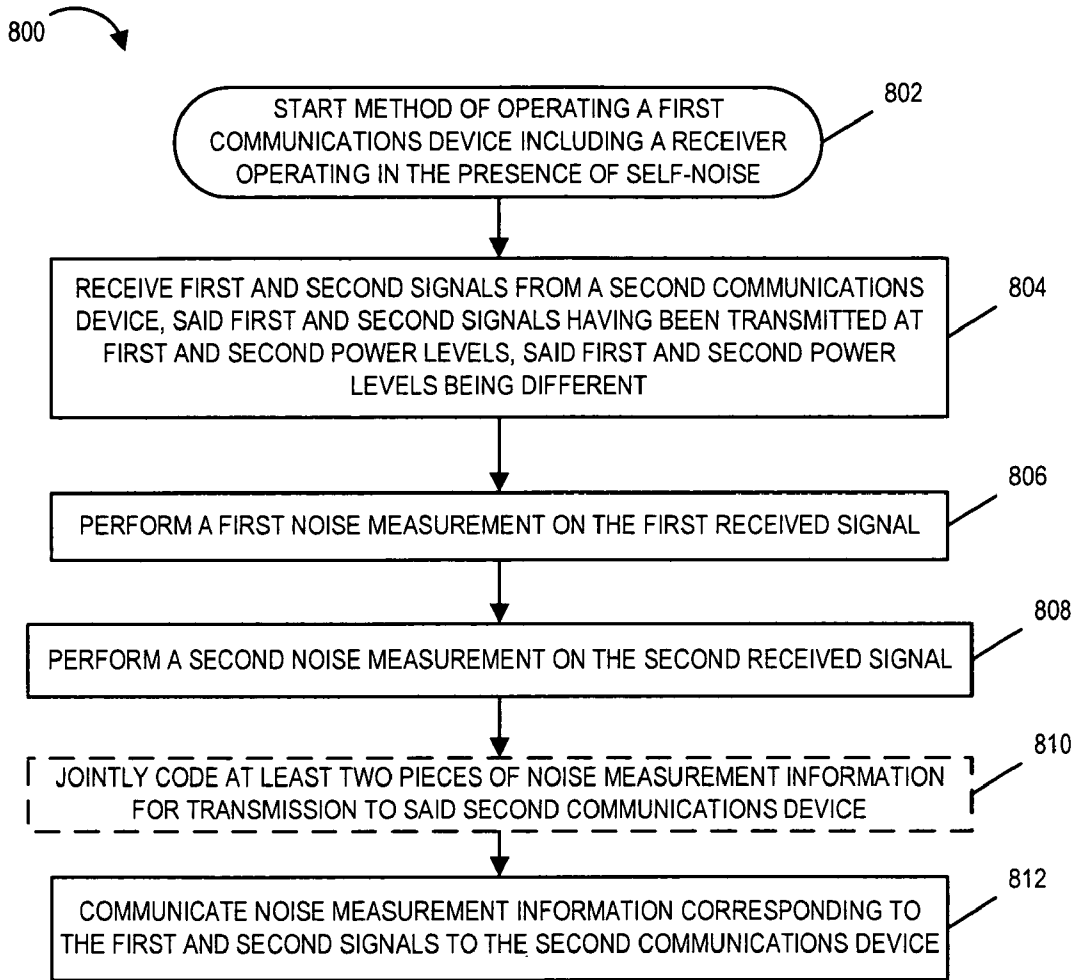 800
START METHOD OF OPERATING A FIRST
COMMUNICATIONS DEVICE INCLUDING A RECEIVER
OPERATING IN THE PRESENCE OF SELF-NOISE
802
RECEIVE FIRST AND SECOND SIGNALS FROM A SECOND COMMUNICATIONS
DEVICE, SAID FIRST AND SECOND SIGNALS HAVING BEEN TRANSMITTED AT
FIRST AND SECOND POWER LEVELS, SAID FIRST AND SECOND POWER
LEVELS BEING DIFFERENT
804
PERFORM A FIRST NOISE MEASUREMENT ON THE FIRST RECEIVED SIGNAL
806
PERFORM A SECOND NOISE MEASUREMENT ON THE SECOND RECEIVED SIGNAL
808
JOINTLY CODE AT LEAST TWO PIECES OF NOISE MEASUREMENT INFORMATION
FOR TRANSMISSION TO SAID SECOND COMMUNICATIONS DEVICE
810
COMMUNICATE NOISE MEASUREMENT INFORMATION CORRESPONDING TO
THE FIRST AND SECOND SIGNALS TO THE SECOND COMMUNICATIONS DEVICE
812